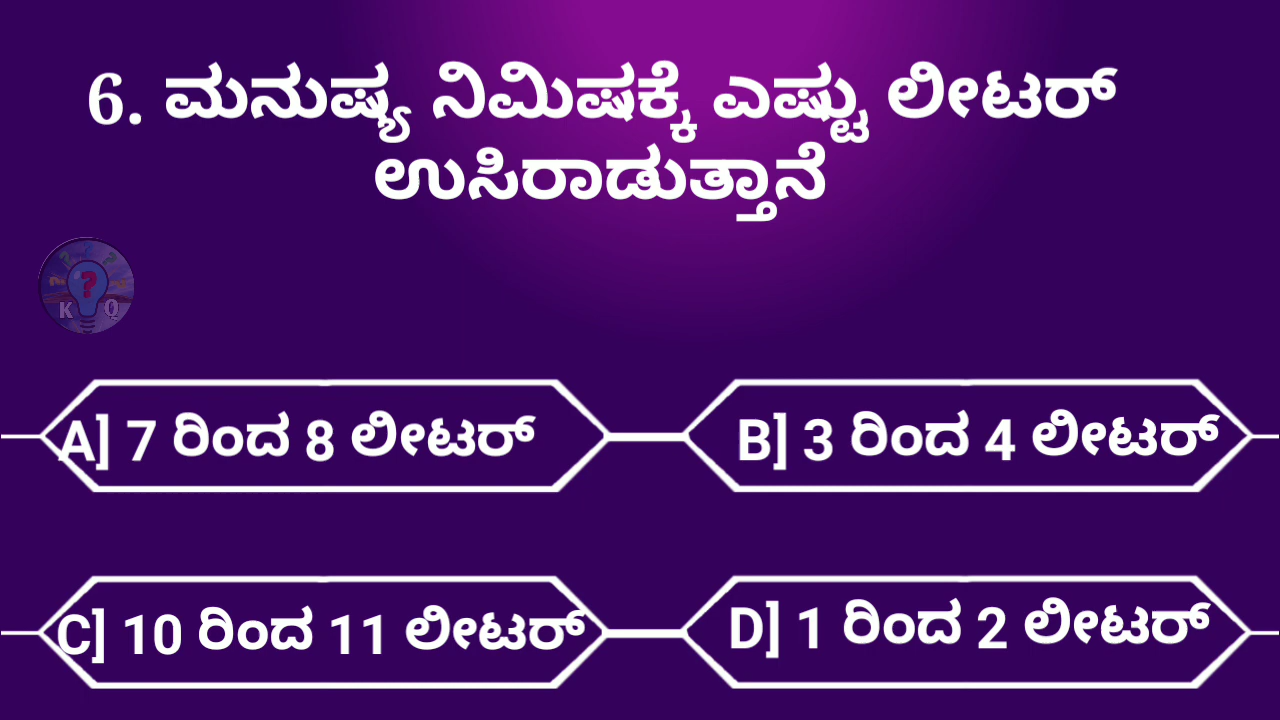 6. ಮನುಷ್ಯ ನಿಮಿಷಕ್ಕೆ ಎಷ್ಟು ಲೀಟರ್
ಉಸಿರಾಡುತ್ತಾನೆ
? ? ?
? ? ?
K Q
A] 7 ರಿಂದ 8 ಲೀಟರ್
B] 3 ರಿಂದ 4 ಲೀಟರ್
C] 10 ರಿಂದ 11 ಲೀಟರ್
D] 1 ರಿಂದ 2 ಲೀಟರ್